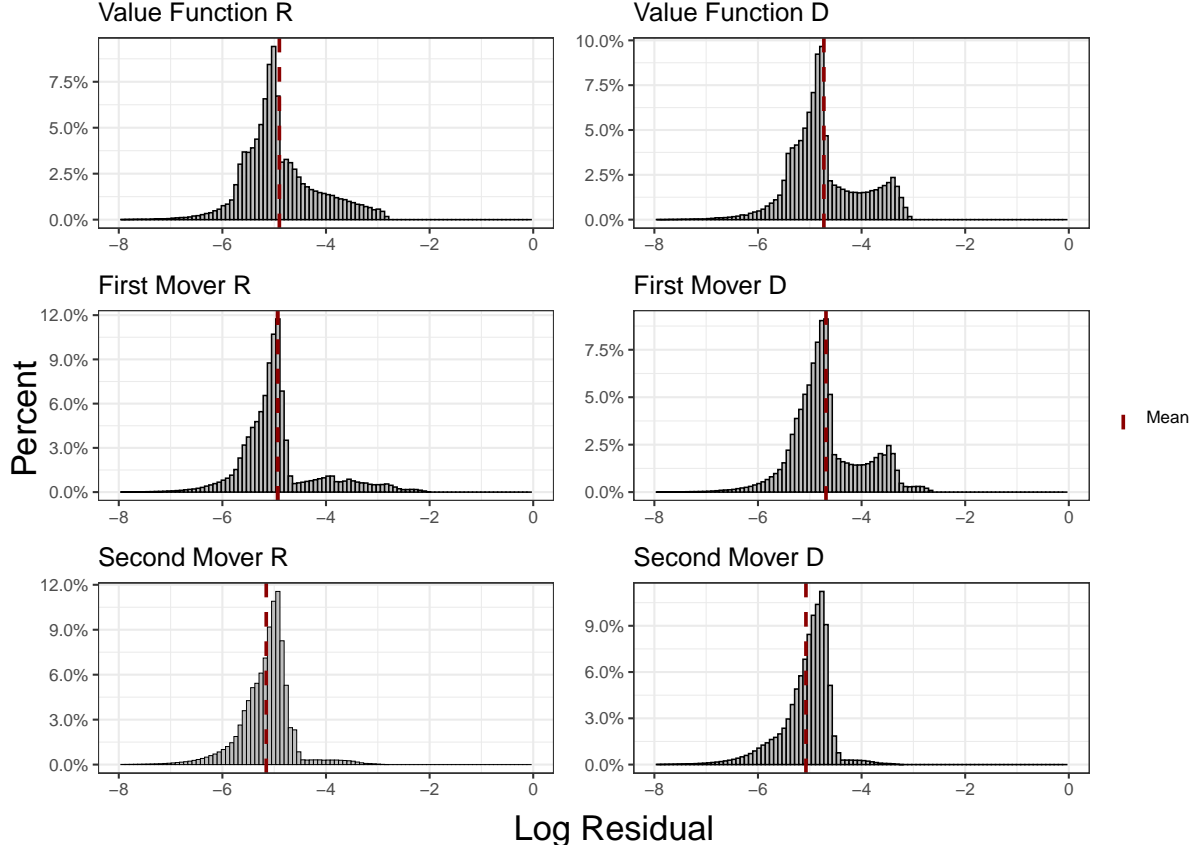 Value Function R
Value Function D
7.5%
5.0%
2.5%
0.0%
−8 −6 −4 −2 0
10.0%
7.5%
5.0%
2.5%
0.0%
−8 −6 −4 −2 0
First Mover R
First Mover D
12.0%
9.0%
6.0%
3.0%
0.0%
−8 −6 −4 −2 0
7.5%
5.0%
2.5%
0.0%
−8 −6 −4 −2 0
Second Mover R
Second Mover D
12.0%
9.0%
6.0%
3.0%
0.0%
−8 −6 −4 −2 0
9.0%
6.0%
3.0%
0.0%
−8 −6 −4 −2 0
Percent
Log Residual
Mean